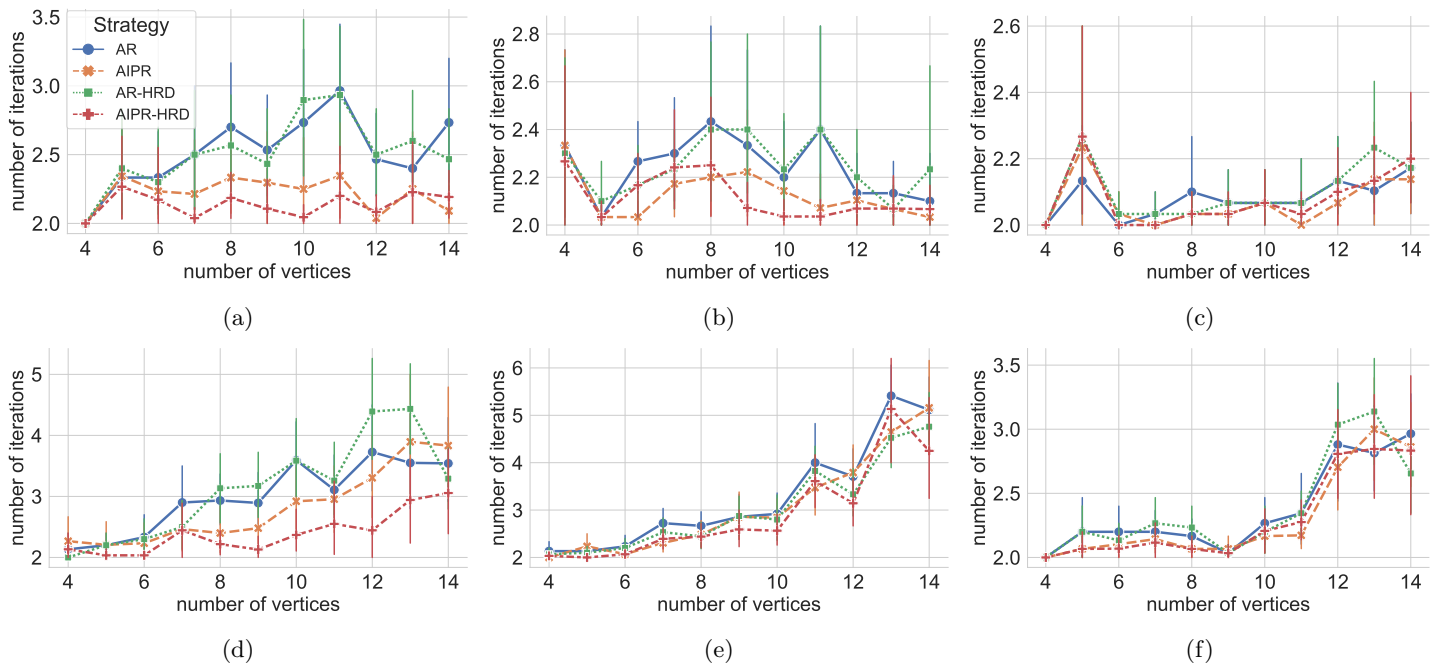 3.5
3.0
2.5
2.0
number of iterations
Strategy
AR
AIPR
AR-HRD
AIPR-HRD
4 6 8 10 12 14
number of vertices
(a)
2.8
2.6
2.4
2.2
2.0
number of iterations
4 6 8 10 12 14
number of vertices
(b)
2.6
2.4
2.2
2.0
number of iterations
4 6 8 10 12 14
number of vertices
(c)
5
4
3
2
number of iterations
4 6 8 10 12 14
number of vertices
(d)
6
5
4
3
2
number of iterations
4 6 8 10 12 14
number of vertices
(e)
3.5
3.0
2.5
2.0
number of iterations
4 6 8 10 12 14
number of vertices
(f)